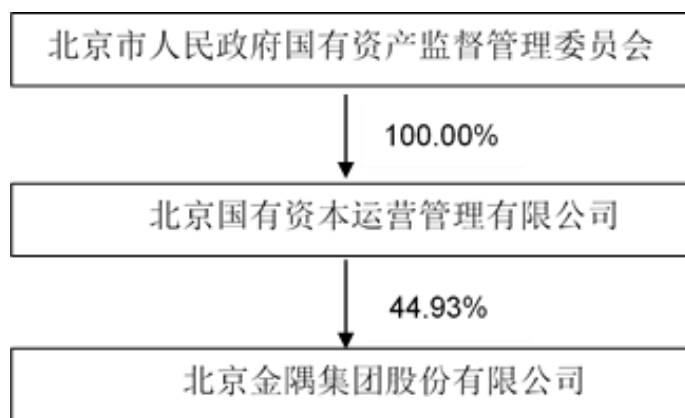 北京市人民政府国有资产监督管理委员会
100.00%
北京国有资本运营管理有限公司
44.93%
北京金隅集团股份有限公司